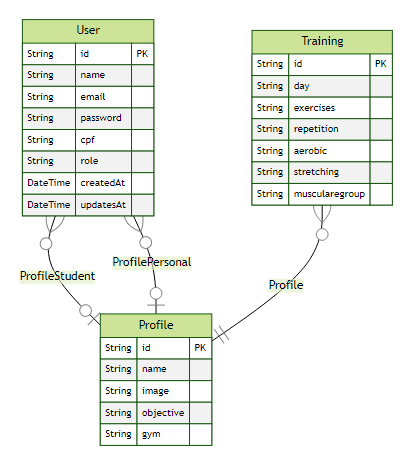 User
String id PK
String name
String email
String password
String cpf
String role
DateTime createdAt
DateTime updatesAt
Training
String id PK
String day
String exercises
String repetition
String aerobic
String stretching
String muscularegroup
ProfileStudent
ProfilePersonal
Profile
Profile
String id PK
String name
String image
String objective
String gym